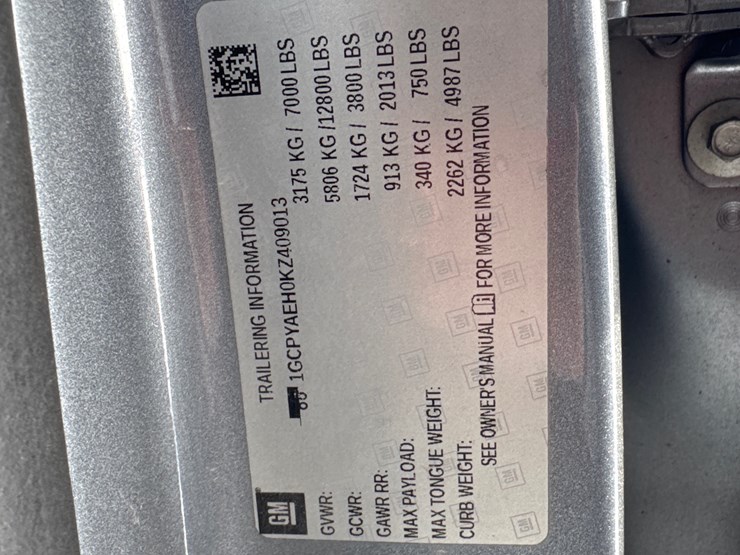 GM
TRAILERING INFORMATION
1GCPYAEH0KZ409013
GVWR: 3175 KG / 7000 LBS
GCWR: 5806 KG /12800 LBS
GAWR RR: 1724 KG / 3800 LBS
MAX PAYLOAD: 913 KG / 2013 LBS
MAX TONGUE WEIGHT: 340 KG / 750 LBS
CURB WEIGHT: 2262 KG / 4987 LBS
SEE OWNER'S MANUAL FOR MORE INFORMATION